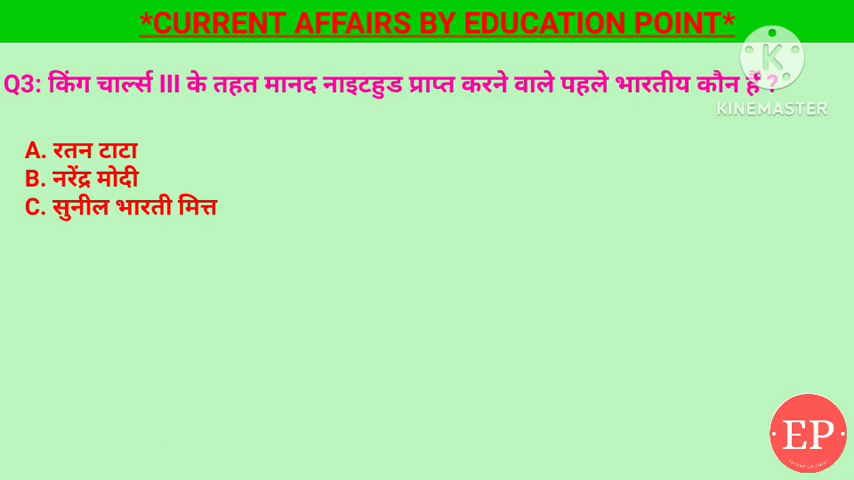 *CURRENT AFFAIRS BY EDUCATION POINT*
Q3: किंग चार्ल्स III के तहत मानद नाइटहुड प्राप्त करने वाले पहले भारतीय कौन हैं ?
KINEMASTER
A. रतन टाटा
B. नरेंद्र मोदी
C. सुनील भारती मित्त
EP